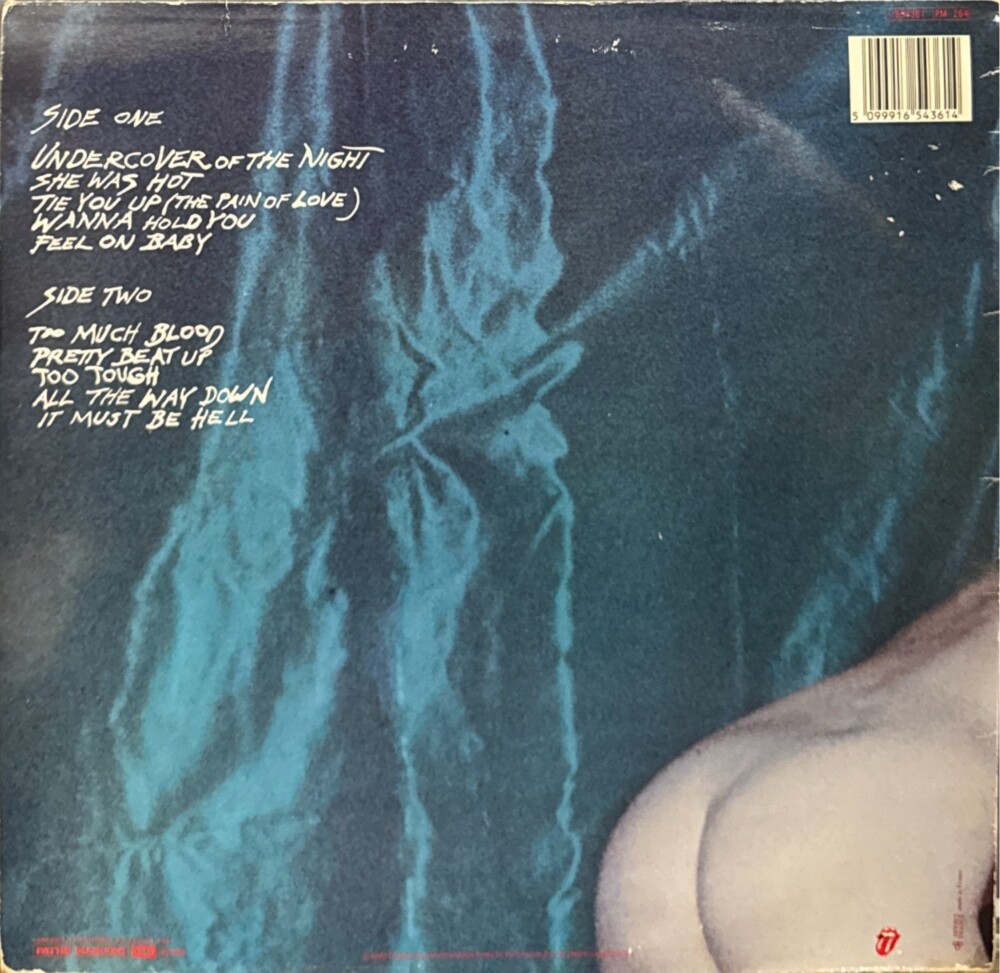 PM 264
5 099916 543614
SIDE ONE
UNDERCOVER OF THE NIGHT
SHE WAS HOT
TIE YOU UP (THE PAIN OF LOVE)
WANNA HOLD YOU
FEEL ON BABY
SIDE TWO
TOO MUCH BLOOD
PRETTY BEAT UP
TOO TOUGH
ALL THE WAY DOWN
IT MUST BE HELL